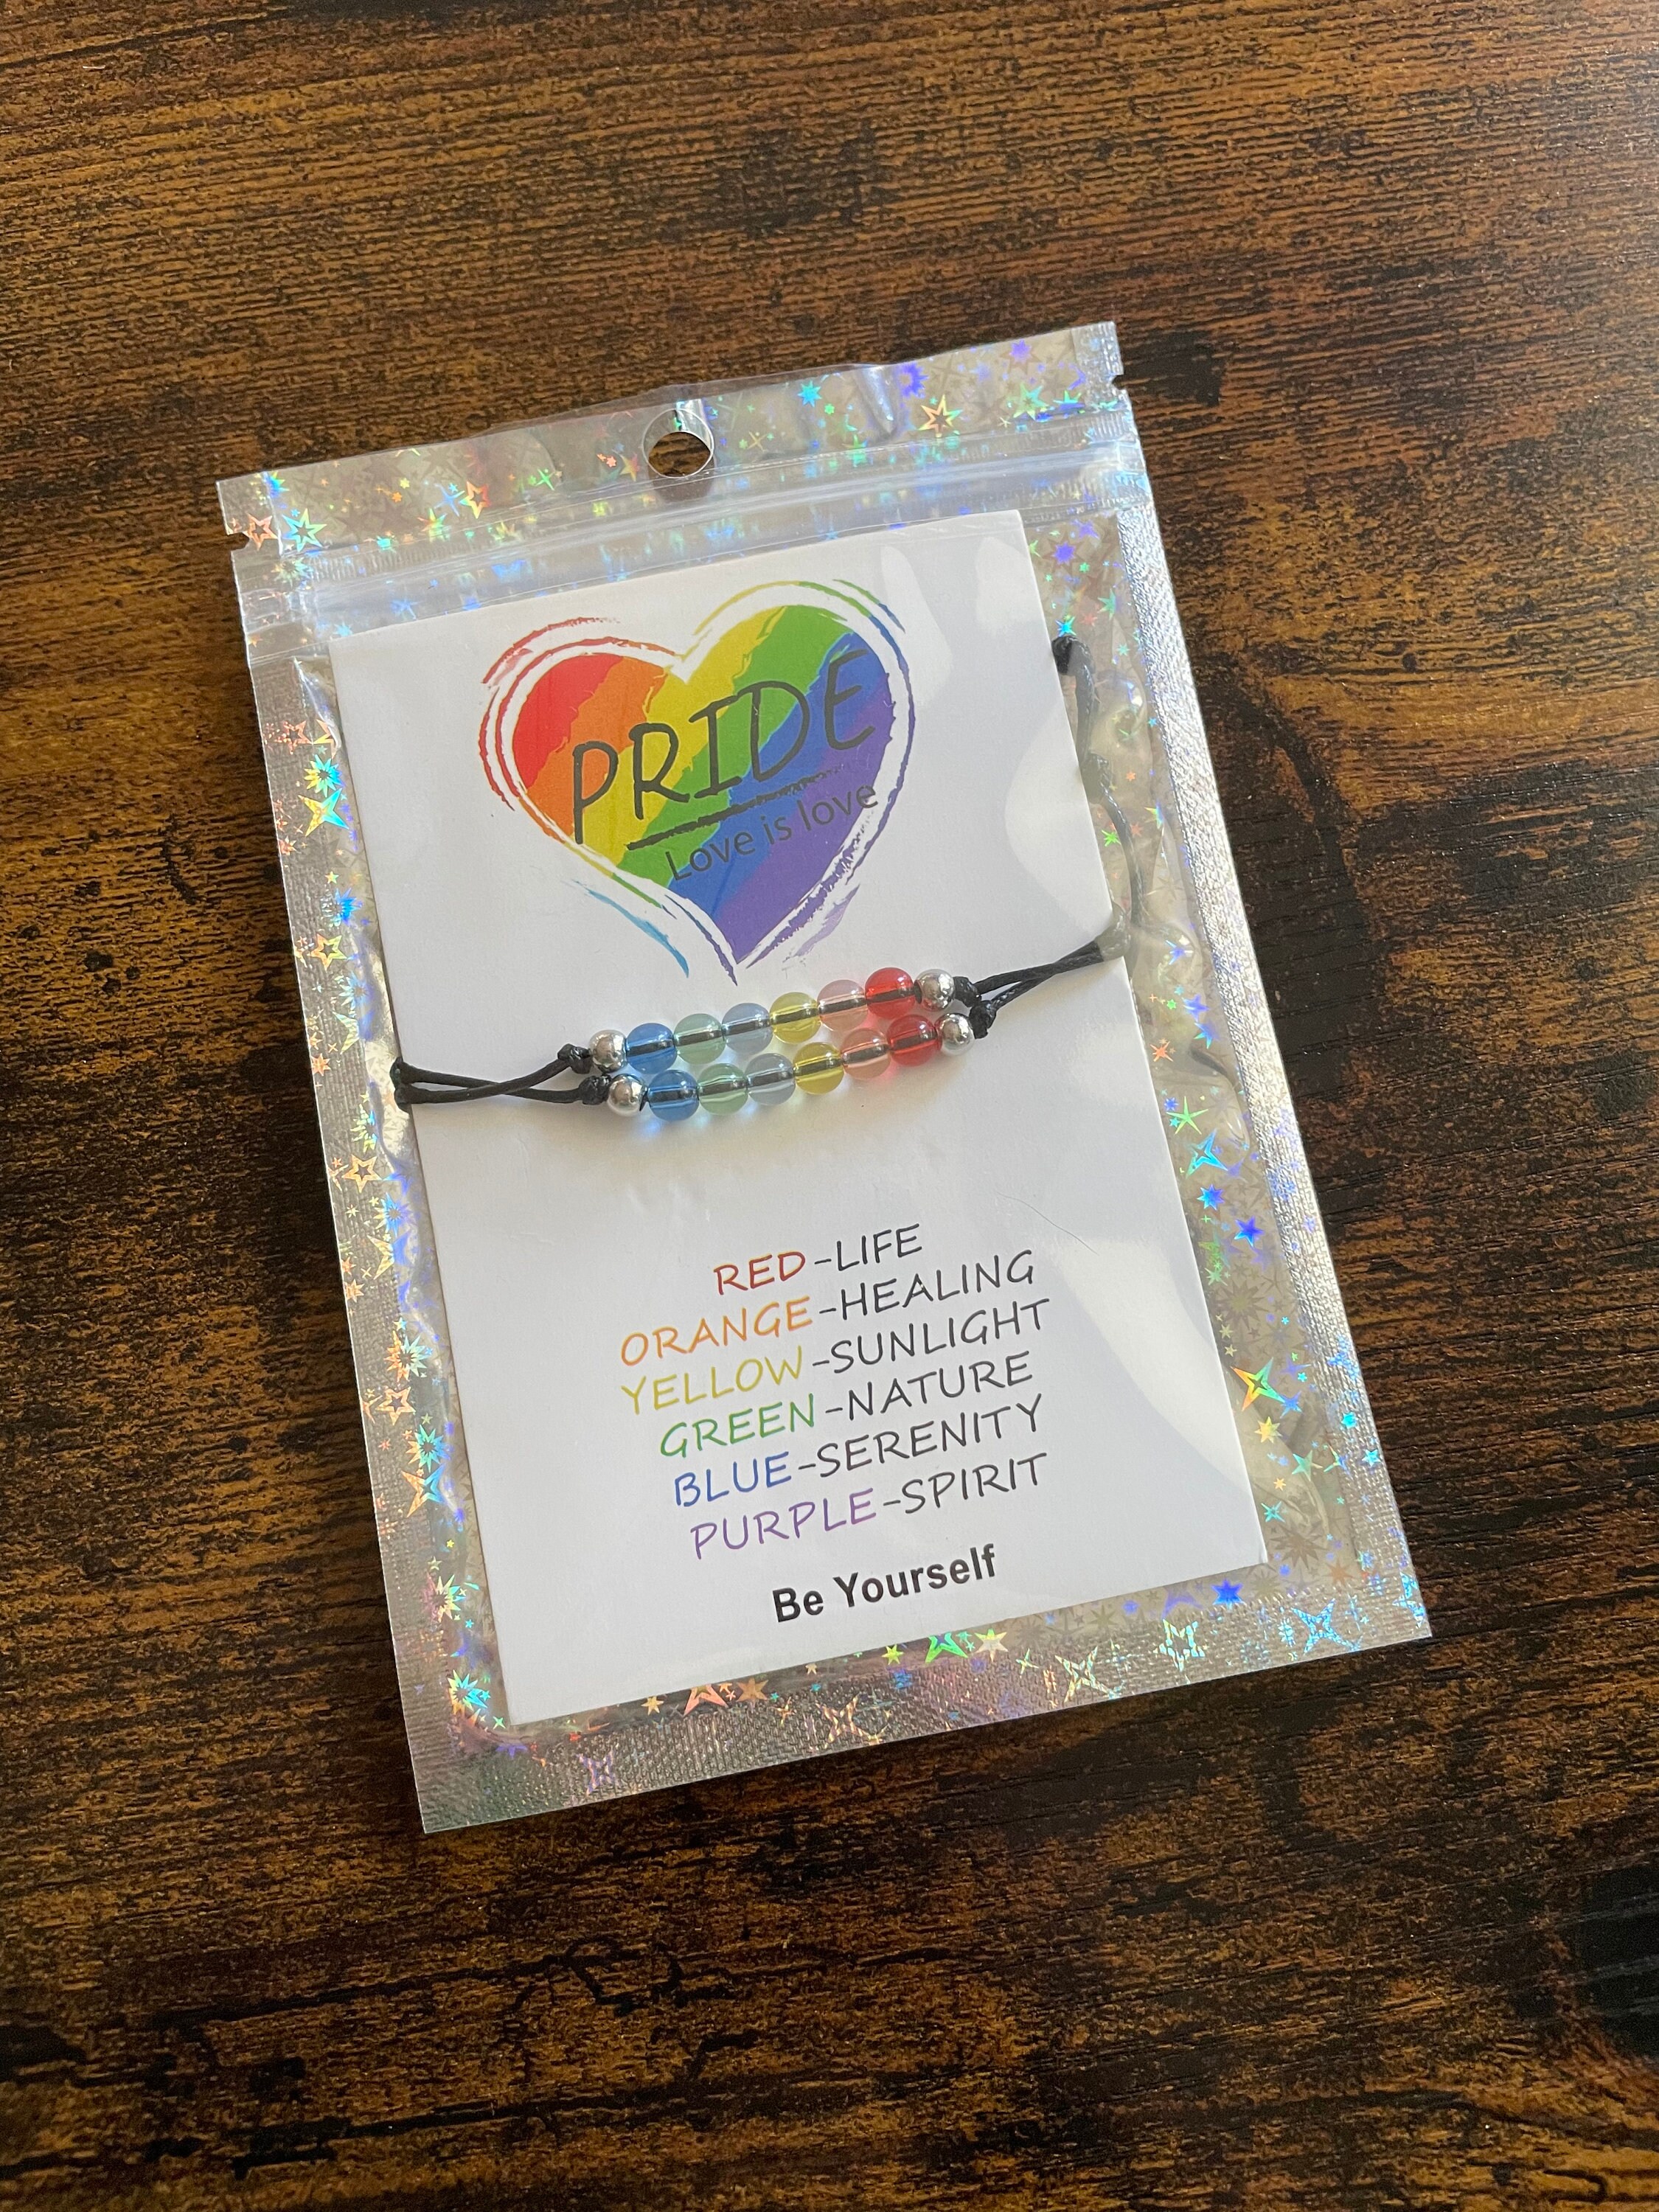 PRIDE
Love is love
RED-LIFE
ORANGE-HEALING
YELLOW-SUNLIGHT
GREEN-NATURE
BLUE-SERENITY
PURPLE-SPIRIT
Be Yourself